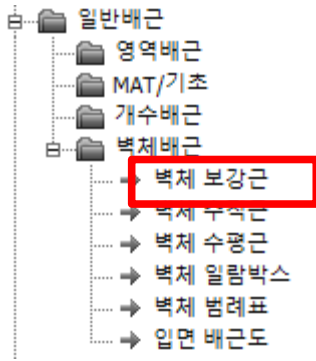 일반배근
영역배근
MAT/기초
개수배근
벽체배근
벽체 보강근
벽체 수직근
벽체 수평근
벽체 일람박스
벽체 범례표
입면 배근도